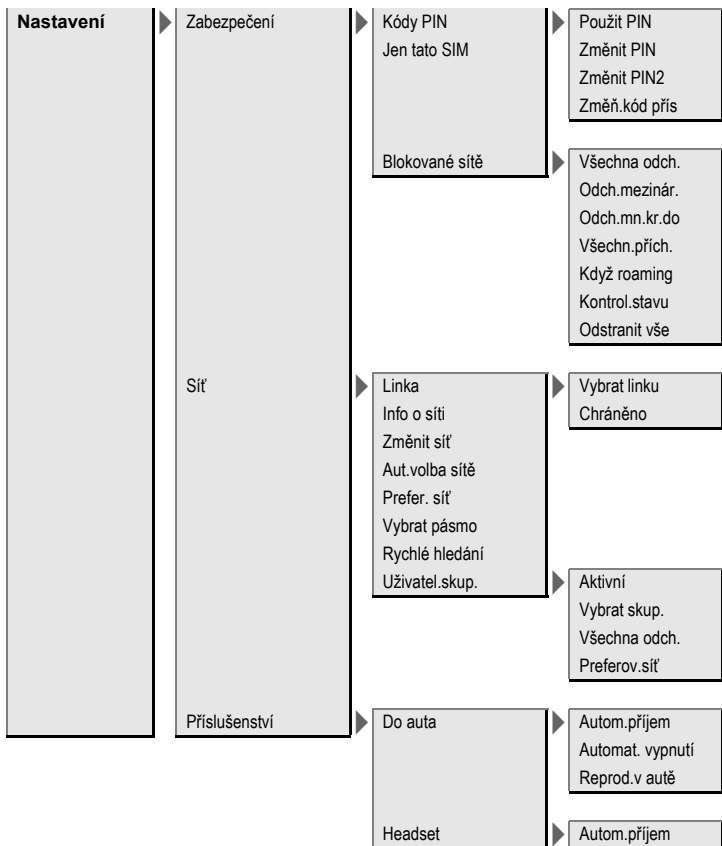 Nastavení
Zabezpečení
Kódy PIN
Použit PIN
Změnit PIN
Změnit PIN2
Změň.kód přís
Jen tato SIM
Blokované sítě
Všechna odch.
Odch.mezinár.
Odch.mn.kr.do
Všechn.přích.
Když roaming
Kontrol.stavu
Odstranit vše
Síť
Linka
Vybrat linku
Chráněno
Info o síti
Změnit síť
Aut.volba sítě
Prefer. síť
Vybrat pásmo
Rychlé hledání
Uživatel.skup.
Aktivní
Vybrat skup.
Všechna odch.
Preferov.síť
Příslušenství
Do auta
Autom.příjem
Automat. vypnutí
Reprod.v autě
Headset
Autom.příjem